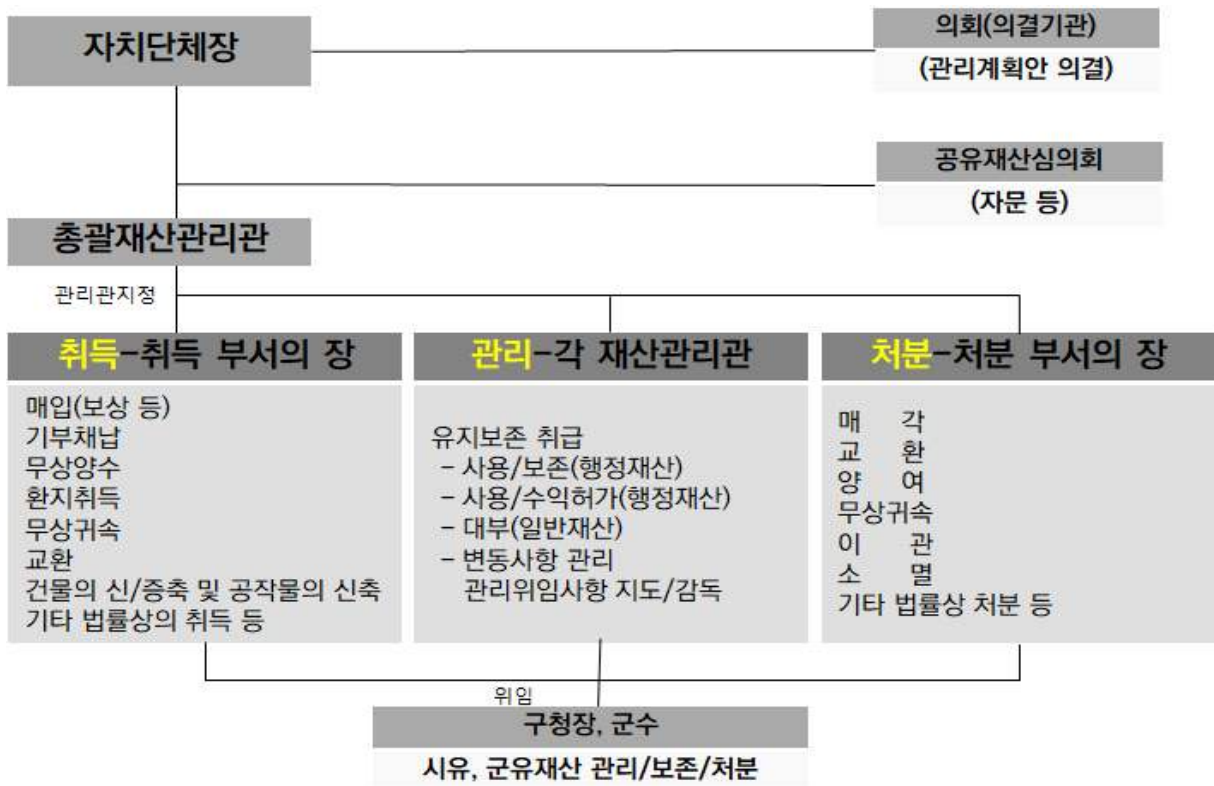 자치단체장
의회(의결기관)
(관리계획안 의결)
공유재산심의회
(자문 등)
총괄재산관리관
관리관지정
취득-취득 부서의 장
매입(보상 등)
기부채납
무상양수
환지취득
무상귀속
교환
건물의 신/증축 및 공작물의 신축
기타 법률상의 취득 등
관리-각 재산관리관
유지보존 취급
- 사용/보존(행정재산)
- 사용/수익허가(행정재산)
- 대부(일반재산)
- 변동사항 관리
관리위임사항 지도/감독
처분-처분 부서의 장
매 각
교 환
양 여
무상귀속
이 관
소 멸
기타 법률상 처분 등
위임
구청장, 군수
시유, 군유재산 관리/보존/처분